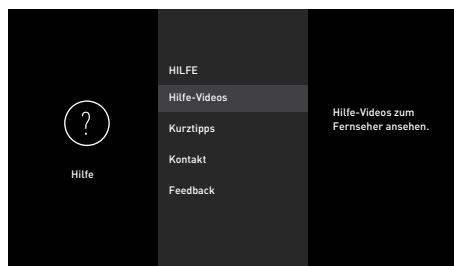 ?
Hilfe
HILFE
Hilfe-Videos
Kurztipps
Kontakt
Feedback
Hilfe-Videos zum
Fernseher ansehen.